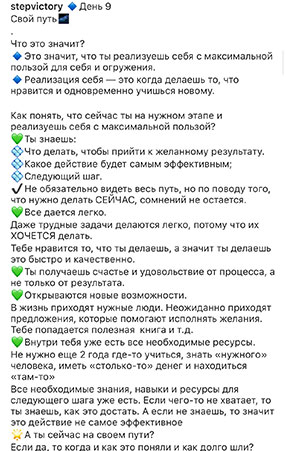 stepvictory 🔹 День 9
Свой путь🌌
.
Что это значит?
🔹Это значит, что ты реализуешь себя с максимальной
пользой для себя и огружения.
🔹Реализация себя — это когда делаешь то, что
нравится и одновременно учишься новому.

Как понять, что сейчас ты на нужном этапе и
реализуешь себя с максимальной пользой?
💚Ты знаешь:
💠Что делать, чтобы прийти к желанному результату.
💠Какое действие будет самым эффективным;
💠Следующий шаг.
✔️Не обязательно видеть весь путь, но по поводу того,
что нужно делать СЕЙЧАС, сомнений не остается.
💚Все дается легко.
Даже трудные задачи делаются легко, потому что их
ХОЧЕТСЯ делать.
Тебе нравится то, что ты делаешь, а значит ты делаешь
это быстро и качественно.
💚Ты получаешь счастье и удовольствие от процесса, а
не только от результата.
💚Открываются новые возможности.
В жизнь приходят нужные люди. Неожиданно приходят
предложения, которые помогают исполнять желания.
Тебе попадается полезная книга и т.д.
💚Внутри тебя уже есть все необходимые ресурсы.
Не нужно еще 2 года где-то учиться, знать «нужного»
человека, иметь «столько-то» денег и находиться
«там-то»
Все необходимые знания, навыки и ресурсы для
следующего шага уже есть. Если чего-то не хватает, то
ты знаешь, как это достать. А если не знаешь, то значит
это действие не самое эффективное
🌟А ты сейчас на своем пути?
Если да, то когда и как это поняли и как долго шли?